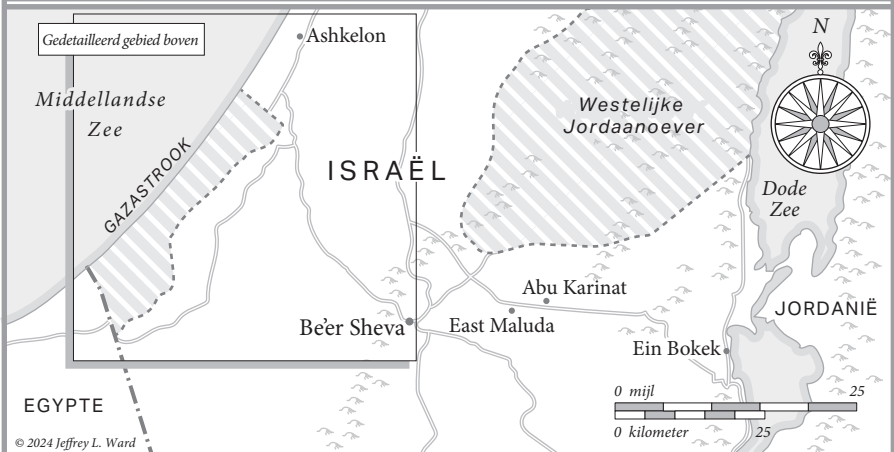 Gedetailleerd gebied boven
Ashkelon
N
Middellandse
Zee
Westelijke
Jordaanoever
GAZASTROOK
ISRAËL
Dode
Zee
Abu Karinat
JORDANIË
Be'er Sheva
East Maluda
Ein Bokek
0 mijl 25
EGYPTE
0 kilometer 25
© 2024 Jeffrey L. Ward